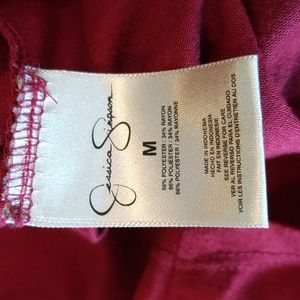 Jessica Simpson
M
66% POLYESTER / 34% RAYON
66% POLIÉSTER / 34% RAYON
66% POLYESTER / 34% RAYONNE
MADE IN INDONESIA
HECHO EN INDONESIA
FAIT EN INDONESIE
SEE REVERSE FOR CARE
VER AL REVERSO PARA EL CUIDADO
VOIR LES INSTRUCTIONS D'ENTRETIEN AU DOS